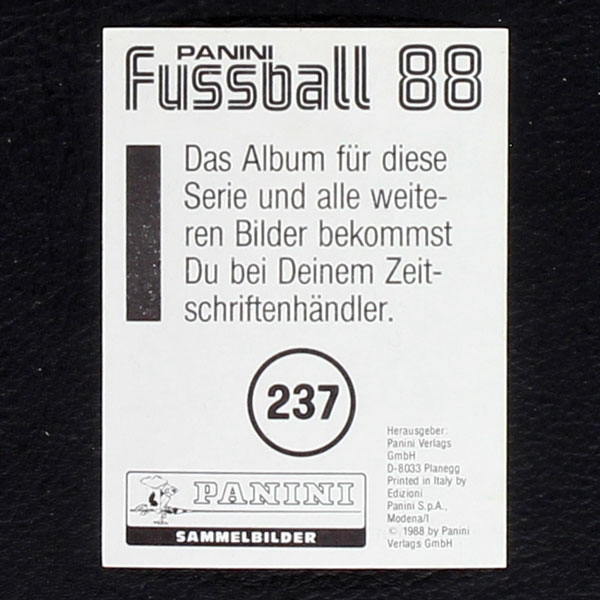 PANINI
Fussball 88
Das Album für diese
Serie und alle weite-
ren Bilder bekommst
Du bei Deinem Zeit-
schriftenhändler.
237
Herausgeber:
Panini Verlags
GmbH
D-8033 Planegg
Printed in Italy by
Edizioni
Panini S.p.A.,
Modena/I
© 1988 by Panini
Verlags GmbH
PANINI
SAMMELBILDER